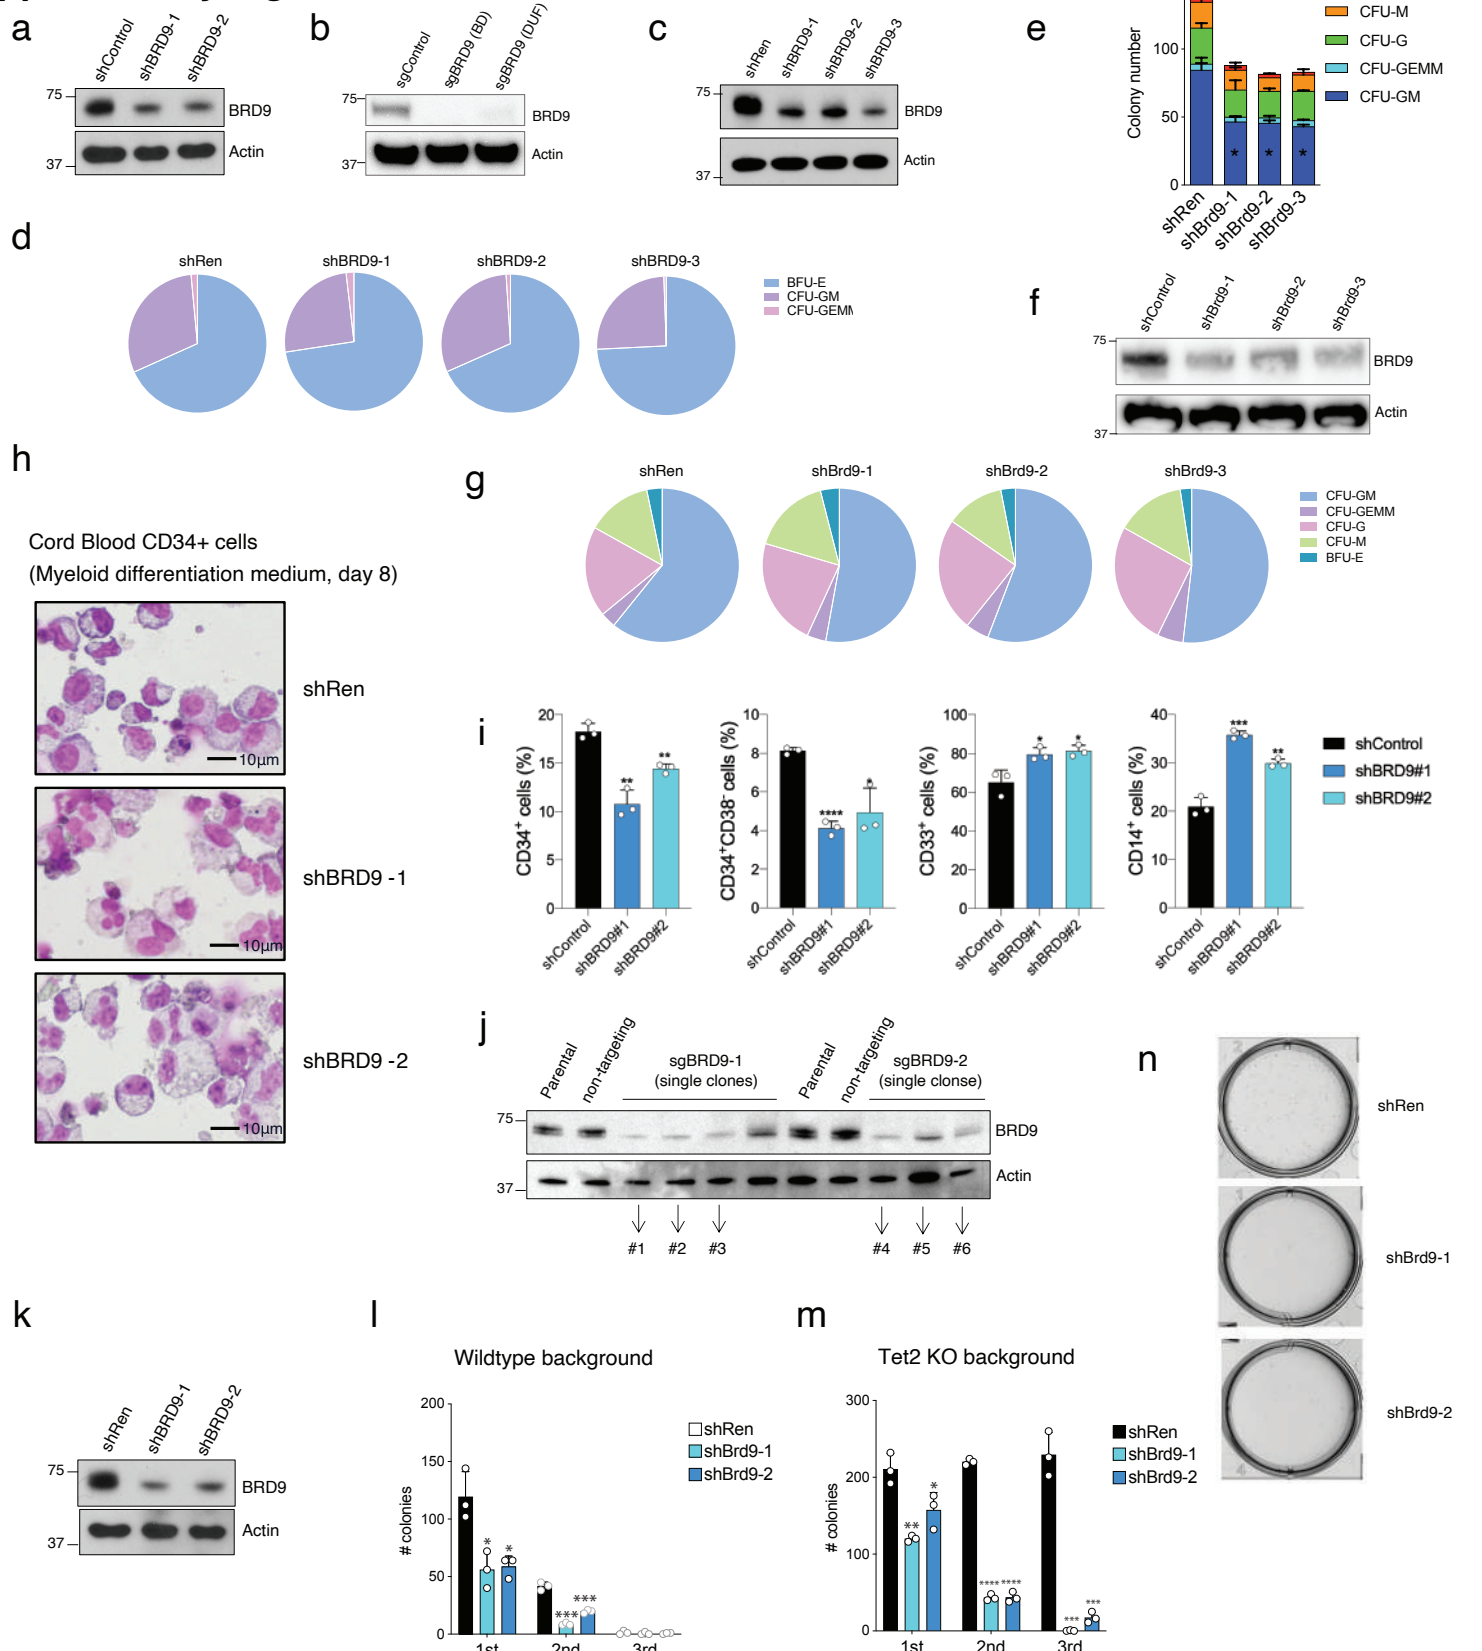 a
shControl
shBRD9-1
shBRD9-2
75
BRD9
Actin
37
b
sgControl
sgBRD9 (BD)
sgBRD9 (DUF)
75
BRD9
Actin
37
c
shRen
shBRD9-1
shBRD9-2
shBRD9-3
75
BRD9
Actin
37
e
Colony number
100
50
0
* * *
shRen
shBrd9-1
shBrd9-2
shBrd9-3
CFU-M
CFU-G
CFU-GEMM
CFU-GM
d
shRen
shBRD9-1
shBRD9-2
shBRD9-3
BFU-E
CFU-GM
CFU-GEMM
f
shControl
shBrd9-1
shBrd9-2
shBrd9-3
75
BRD9
Actin
37
h
Cord Blood CD34+ cells
(Myeloid differentiation medium, day 8)
10µm
shRen
10µm
shBRD9 -1
10µm
shBRD9 -2
g
shRen
shBrd9-1
shBrd9-2
shBrd9-3
CFU-GM
CFU-GEMM
CFU-G
CFU-M
BFU-E
i
CD34+ cells (%)
20
15
10
5
0
** **
shControl
shBRD9#1
shBRD9#2
CD34+CD38- cells (%)
10
8
6
4
2
0
**** *
shControl
shBRD9#1
shBRD9#2
CD33+ cells (%)
100
80
60
40
20
0
* *
shControl
shBRD9#1
shBRD9#2
CD14+ cells (%)
40
30
20
10
0
*** **
shControl
shBRD9#1
shBRD9#2
shControl
shBRD9#1
shBRD9#2
j
Parental
non-targeting
sgBRD9-1
(single clones)
Parental
non-targeting
sgBRD9-2
(single clonse)
75
BRD9
Actin
37
#1 #2 #3 #4 #5 #6
n
shRen
shBrd9-1
shBrd9-2
k
shRen
shBRD9-1
shBRD9-2
75
BRD9
Actin
37
l
Wildtype background
# colonies
200
150
100
50
0
* *
*** ***
1st 2nd 3rd
shRen
shBrd9-1
shBrd9-2
m
Tet2 KO background
# colonies
300
200
100
0
** *
**** ****
*** ***
1st 2nd 3rd
shRen
shBrd9-1
shBrd9-2